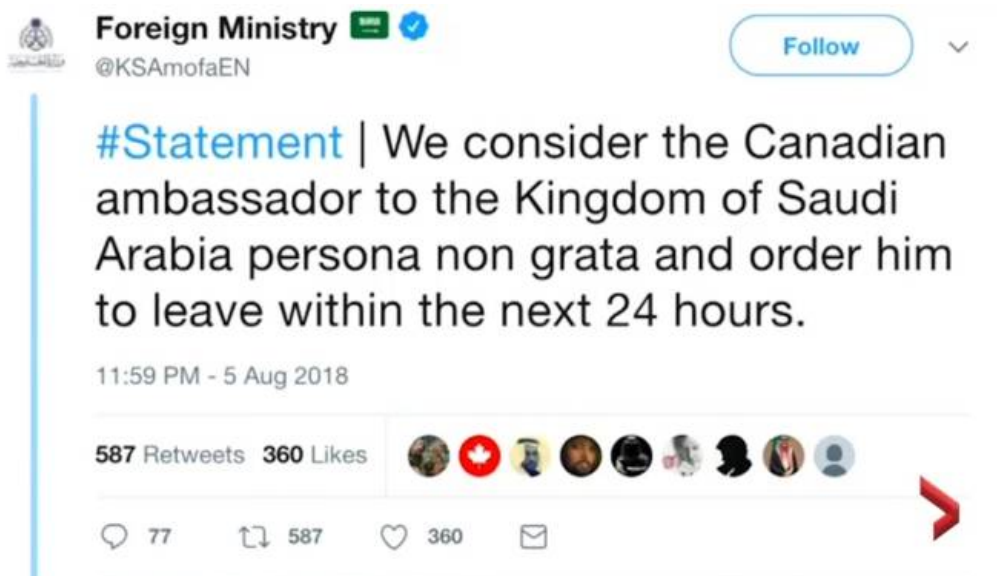 Foreign Ministry
@KSAmofaEN
Follow
#Statement | We consider the Canadian
ambassador to the Kingdom of Saudi
Arabia persona non grata and order him
to leave within the next 24 hours.
11:59 PM - 5 Aug 2018
587 Retweets 360 Likes
77 587 360